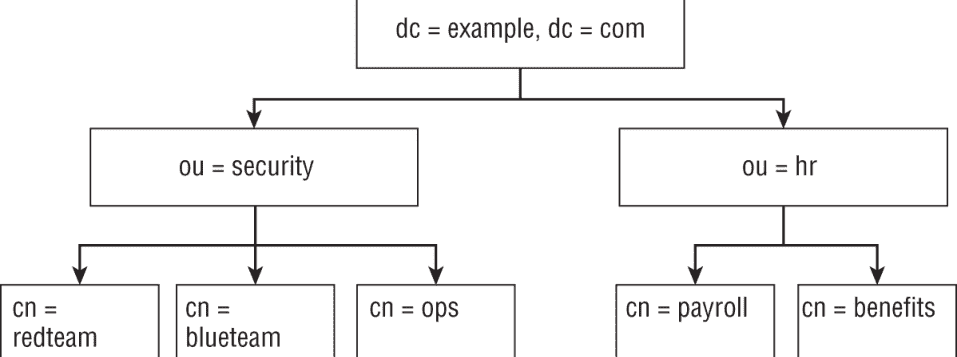 dc = example, dc = com
ou = security
ou = hr
cn =
redteam
cn =
blueteam
cn = ops
cn = payroll
cn = benefits